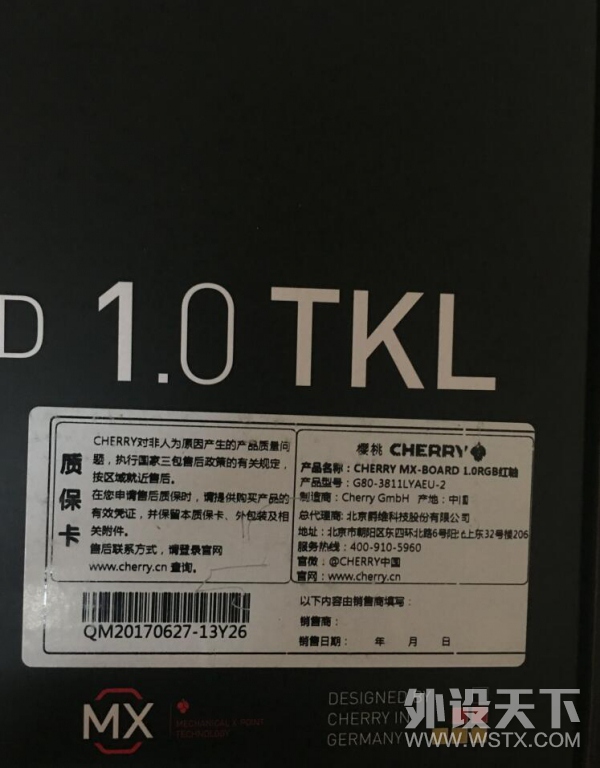 D 1.0 TKL
质保卡
CHERRY对非人为原因产生的产品质量问
题，执行国家三包售后政策的有关规定，
按区域就近售后。
在您申请售后质保时，请提供购买产品的
有效凭证，并保留本质保卡、外包装及相
关附件。
售后联系方式，请登录官网
www.cherry.cn 查询。
QM20170627-13Y26
樱桃 CHERRY
产品名称：CHERRY MX-BOARD 1.0RGB红轴
产品型号：G80-3811LYAEU-2
制造商：Cherry GmbH 产地：中国
总代理商：北京爵维科技股份有限公司
地址：北京市朝阳区东四环北路6号阳上东32号楼206
服务热线：400-910-5960
官微：@CHERRY中国
官网：www.cherry.cn
以下内容由销售商填写：
销售商：
销售日期： 年 月 日
MX
MECHANICAL X-POINT
TECHNOLOGY
DESIGNED BY
CHERRY IN
GERMANY
外设天下
WWW.WSTX.COM